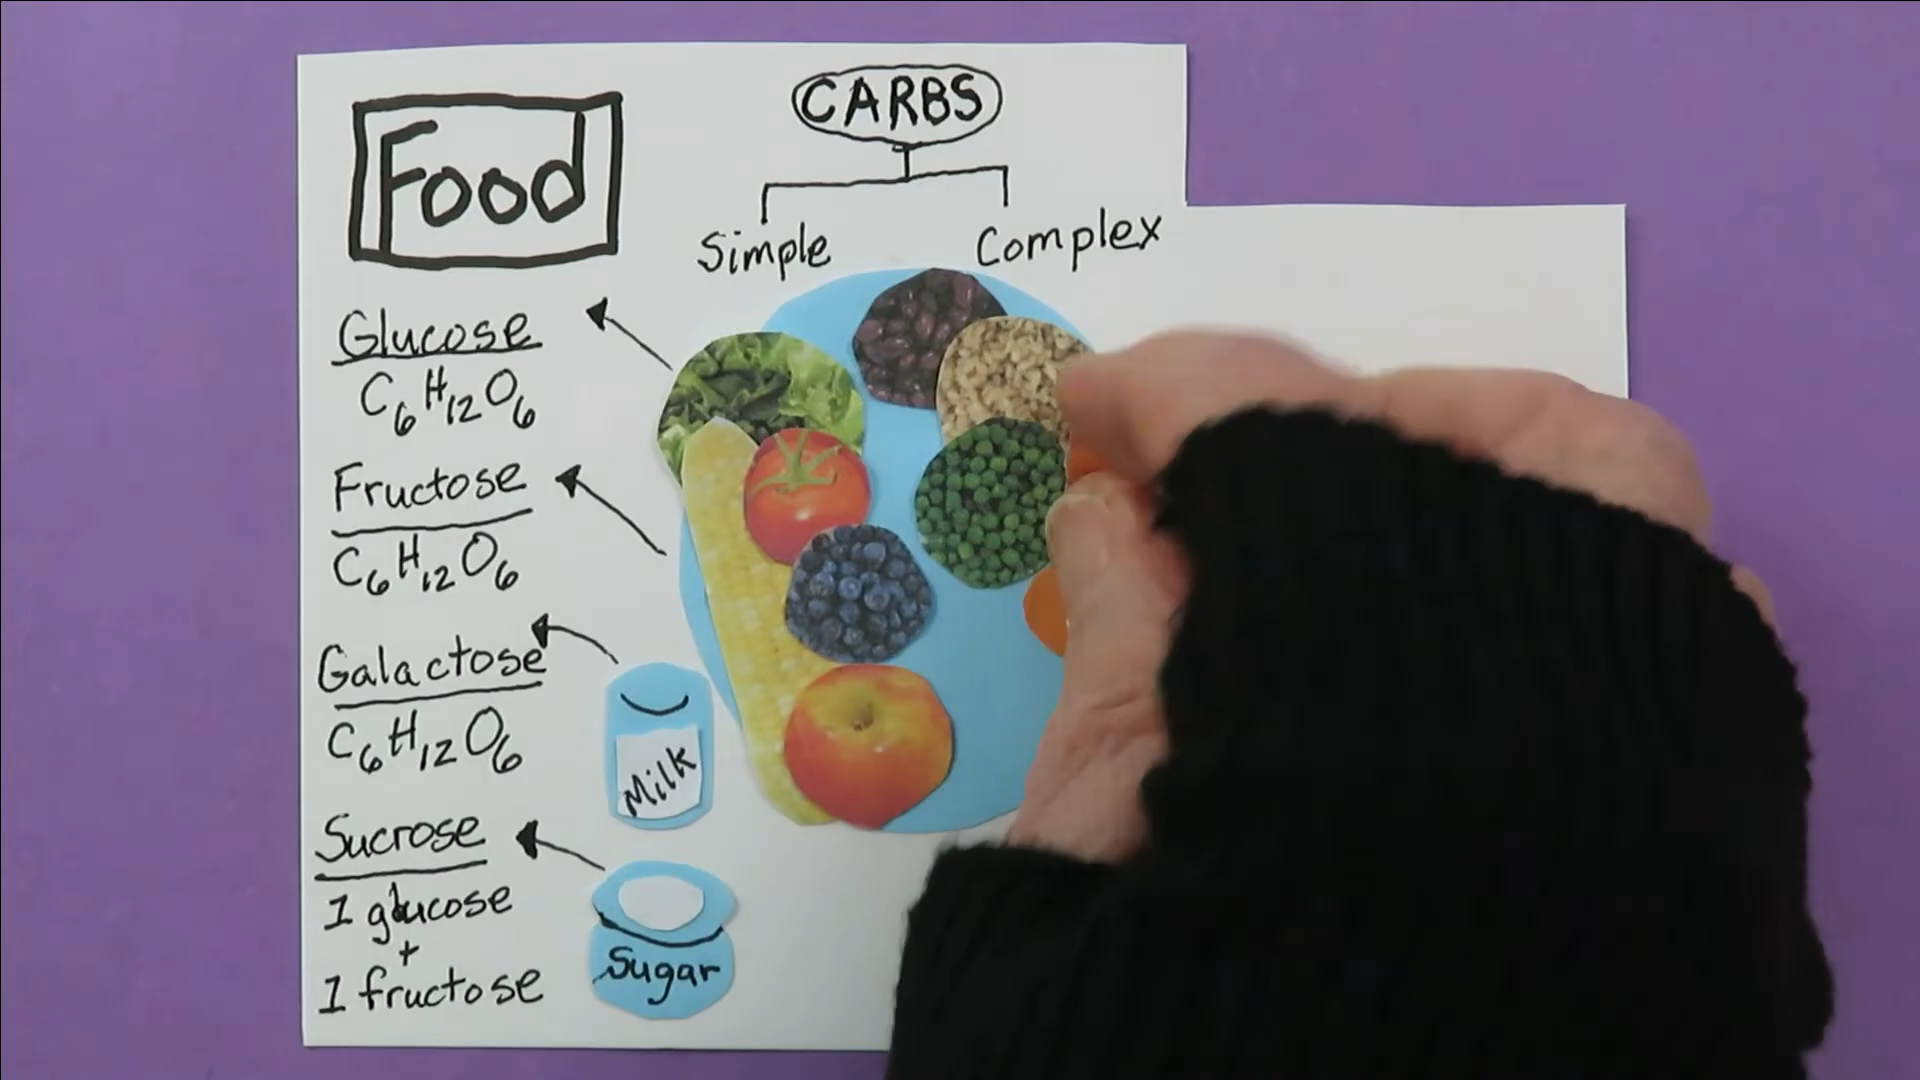 Food
CARBS
Simple
Complex
Glucose
C₆H₁₂O₆
Fructose
C₆H₁₂O₆
Galactose
C₆H₁₂O₆
Milk
Sucrose
1 glucose
+
1 fructose
Sugar